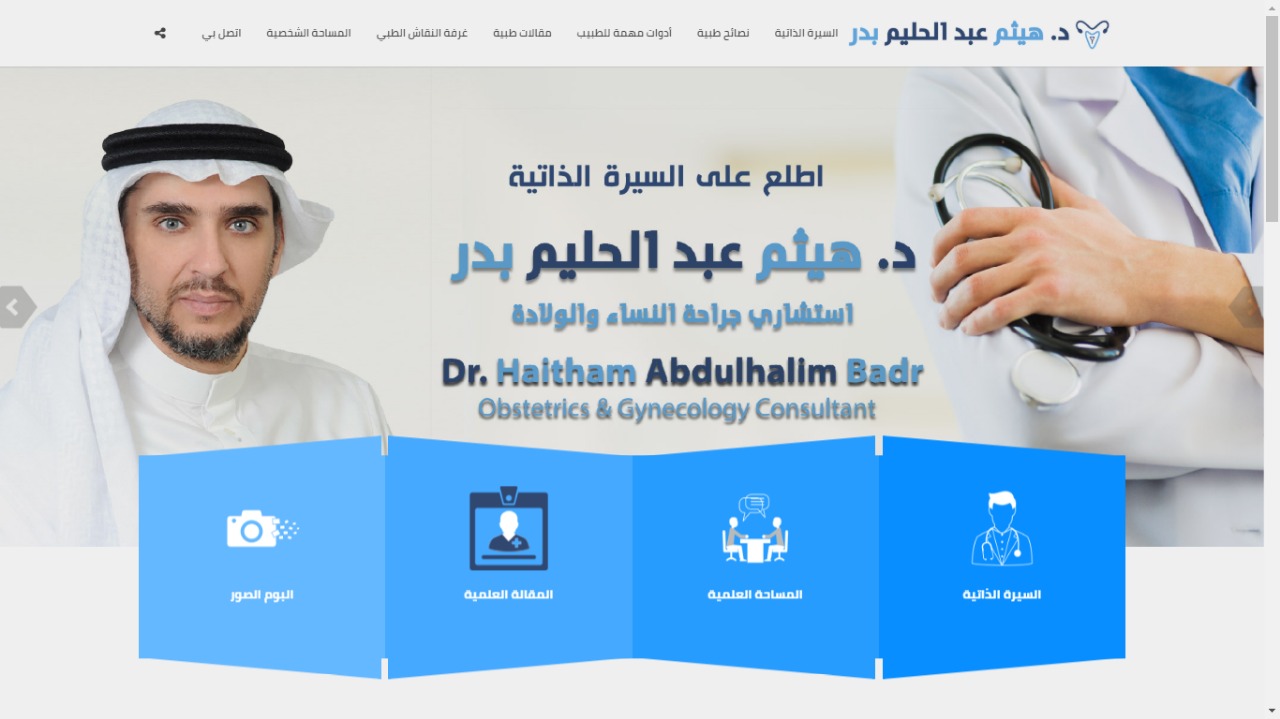 د. هيثم عبد الحليم بدر
السيرة الذاتية
نصائح طبية
أدوات مهمة للطبيب
مقالات طبية
غرفة النقاش الطبي
المساحة الشخصية
اتصل بي
اطلع على السيرة الذاتية
د. هيثم عبد الحليم بدر
استشاري جراحة النساء والولادة
Dr. Haitham Abdulhalim Badr
Obstetrics & Gynecology Consultant
السيرة الذاتية
المساحة العلمية
المقالة العلمية
البوم الصور